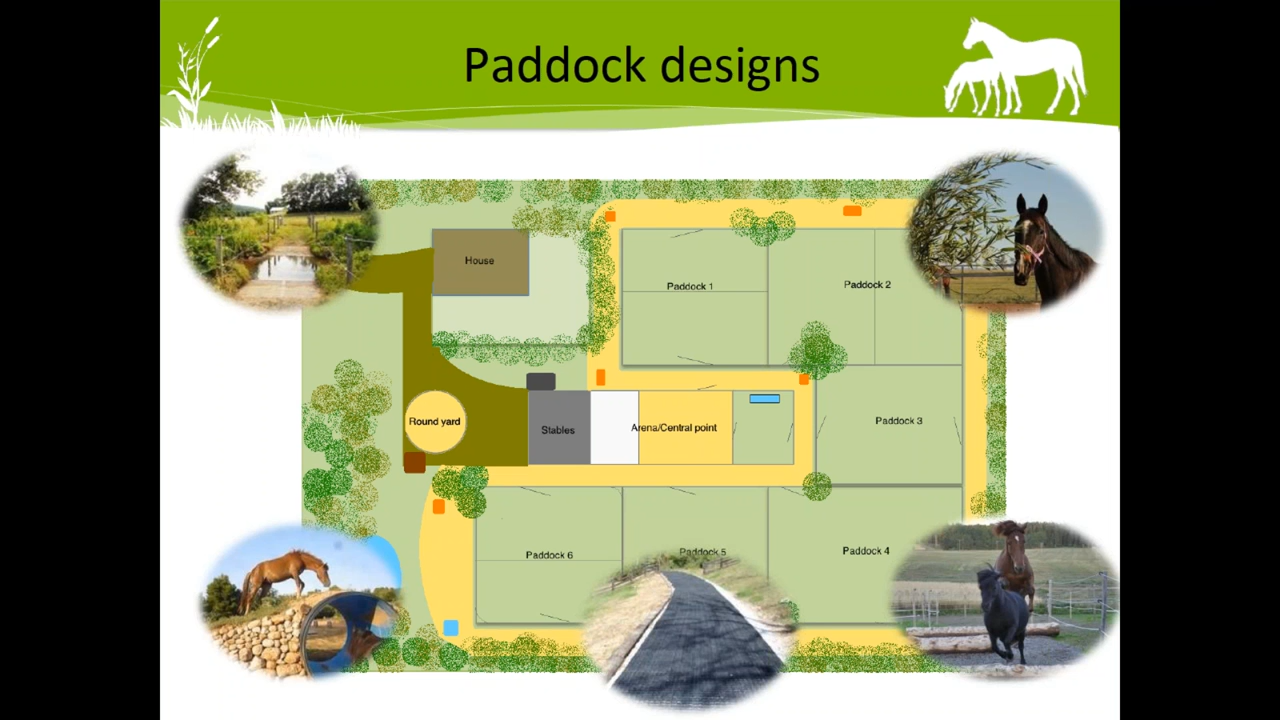 Paddock designs
House
Paddock 1
Paddock 2
Round yard
Stables
Arena/Central point
Paddock 3
Paddock 6
Paddock 5
Paddock 4